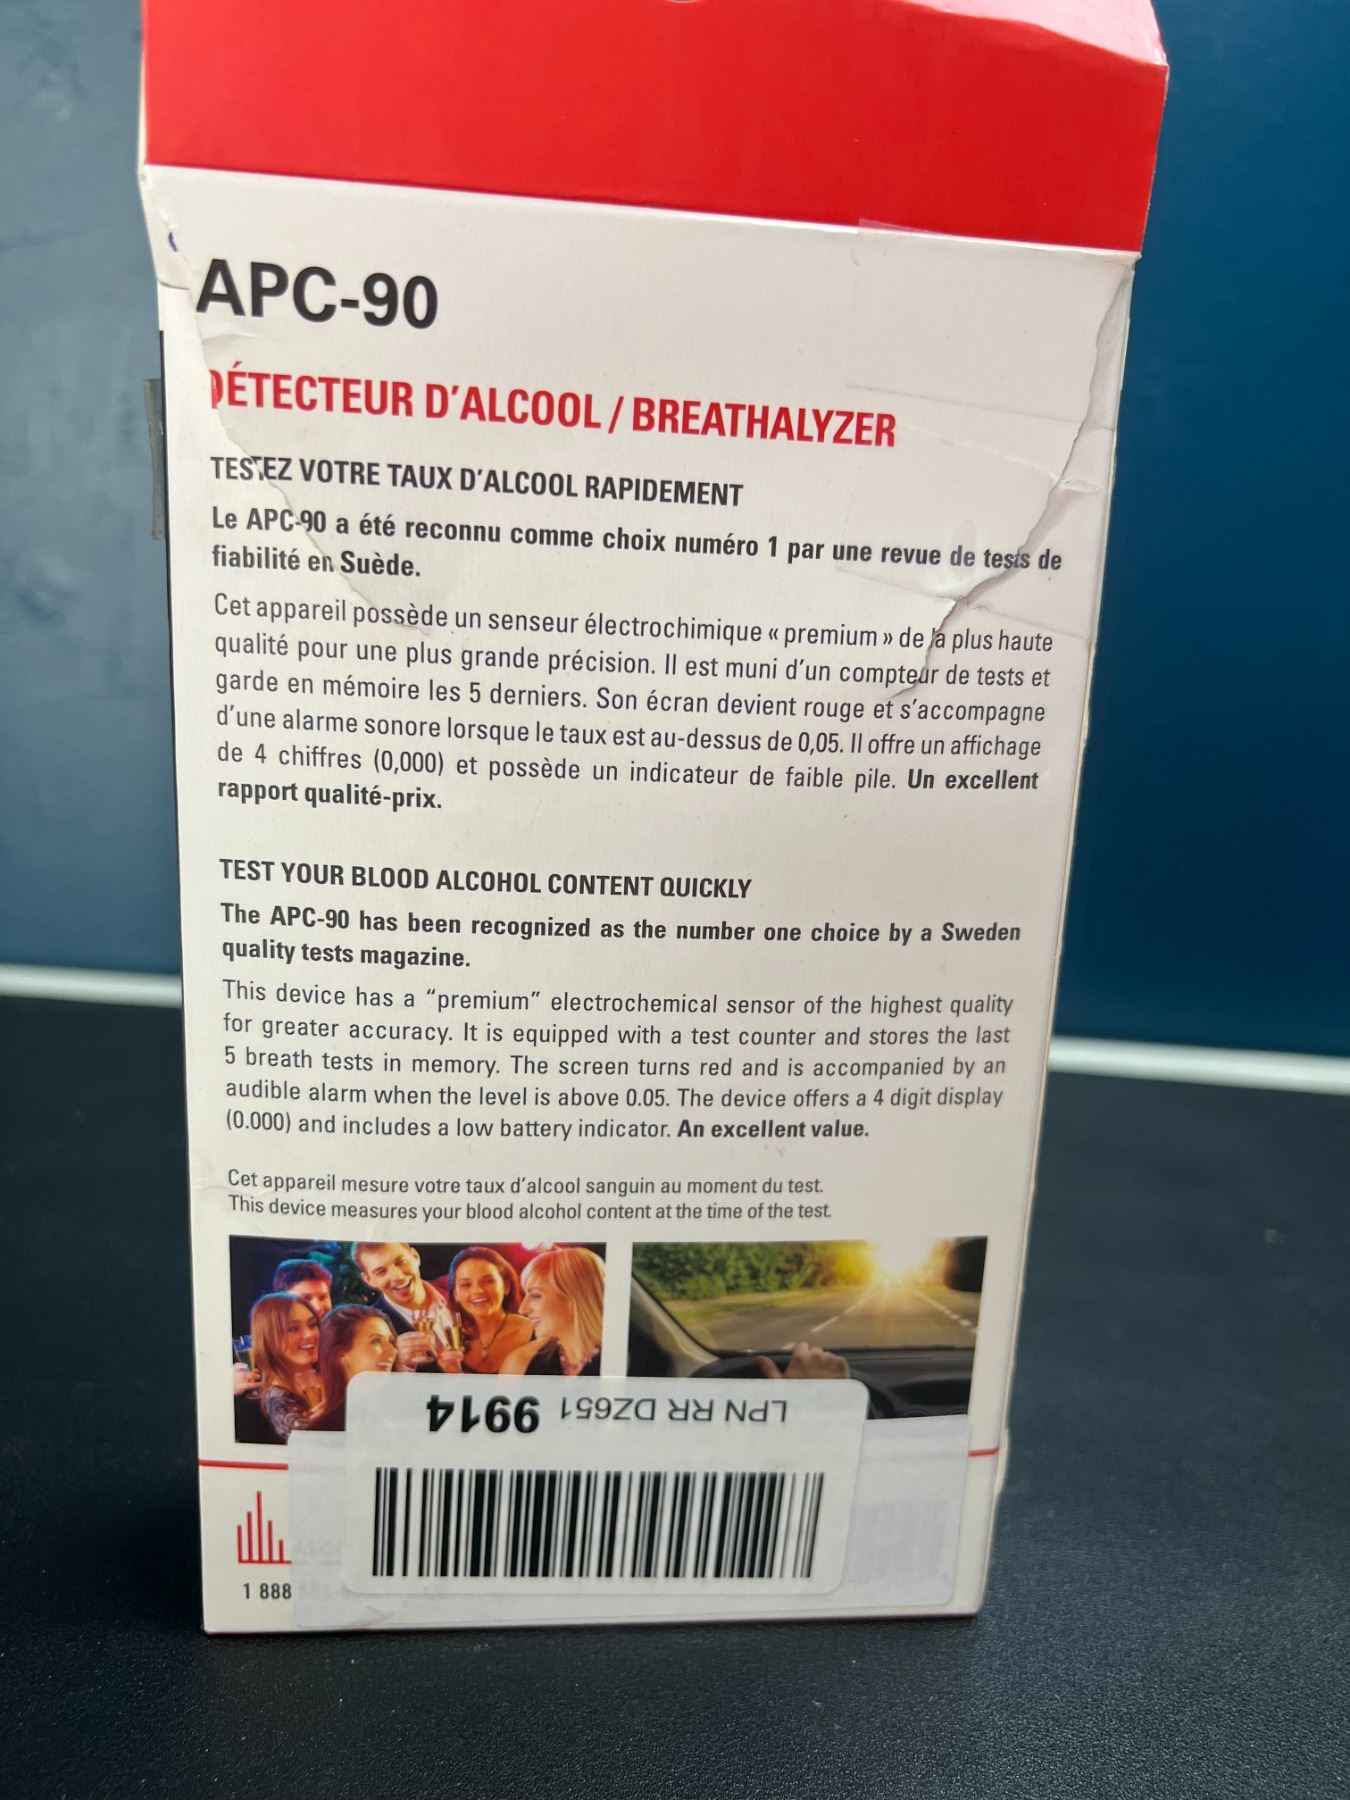 APC-90
DÉTECTEUR D'ALCOOL / BREATHALYZER
TESTEZ VOTRE TAUX D'ALCOOL RAPIDEMENT
Le APC-90 a été reconnu comme choix numéro 1 par une revue de tests de
fiabilité en Suède.
Cet appareil possède un senseur électrochimique « premium » de la plus haute
qualité pour une plus grande précision. Il est muni d'un compteur de tests et
garde en mémoire les 5 derniers. Son écran devient rouge et s'accompagne
d'une alarme sonore lorsque le taux est au-dessus de 0,05. Il offre un affichage
de 4 chiffres (0,000) et possède un indicateur de faible pile. Un excellent
rapport qualité-prix.
TEST YOUR BLOOD ALCOHOL CONTENT QUICKLY
The APC-90 has been recognized as the number one choice by a Sweden
quality tests magazine.
This device has a “premium” electrochemical sensor of the highest quality
for greater accuracy. It is equipped with a test counter and stores the last
5 breath tests in memory. The screen turns red and is accompanied by an
audible alarm when the level is above 0.05. The device offers a 4 digit display
(0.000) and includes a low battery indicator. An excellent value.
Cet appareil mesure votre taux d'alcool sanguin au moment du test.
This device measures your blood alcohol content at the time of the test.
LPN RR DZ651 9914
1 888